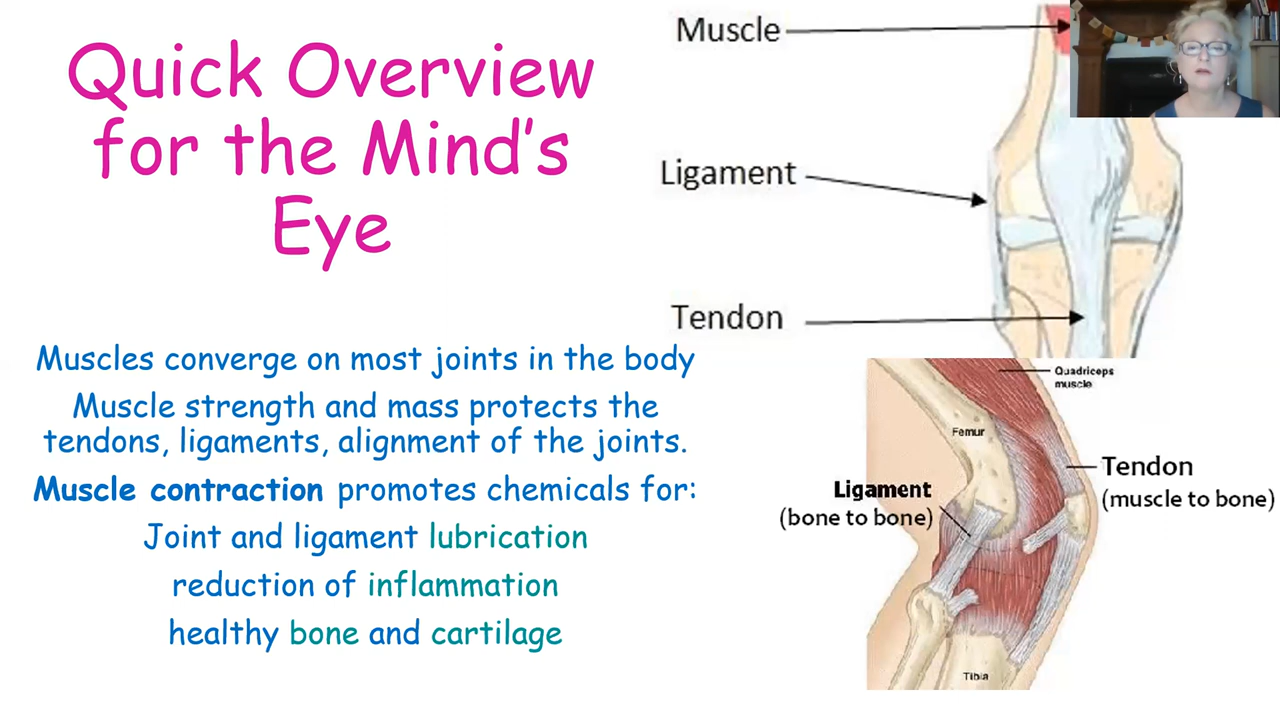 Quick Overview
for the Mind's
Eye
Muscles converge on most joints in the body
Muscle strength and mass protects the
tendons, ligaments, alignment of the joints.
Muscle contraction promotes chemicals for:
Joint and ligament lubrication
reduction of inflammation
healthy bone and cartilage
Muscle
Ligament
Tendon
Quadriceps
muscle
Femur
Tendon
(muscle to bone)
Ligament
(bone to bone)
Tibia